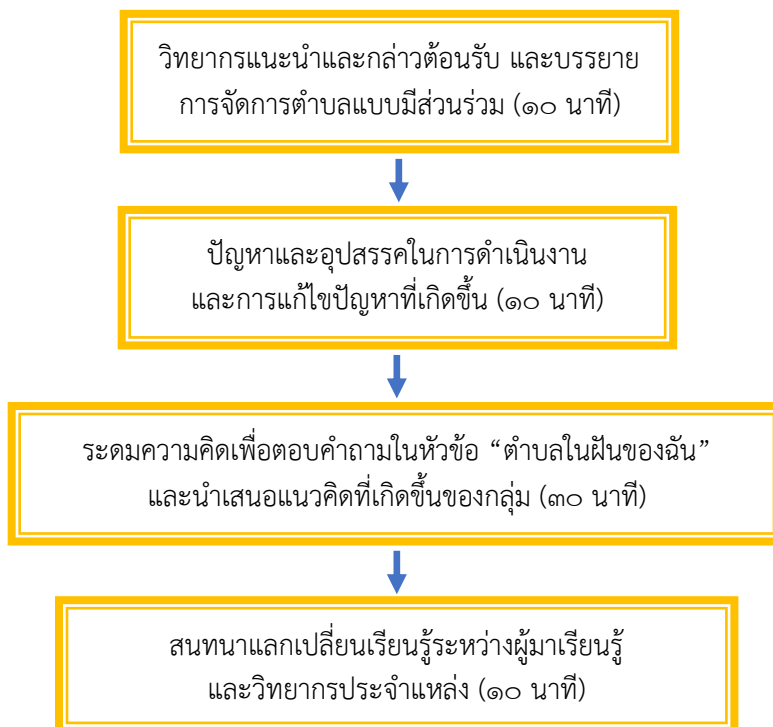 วิทยากรแนะนำและกล่าวต้อนรับ และบรรยาย
การจัดการตำบลแบบมีส่วนร่วม (๑๐ นาที)
ปัญหาและอุปสรรคในการดำเนินงาน
และการแก้ไขปัญหาที่เกิดขึ้น (๑๐ นาที)
ระดมความคิดเพื่อตอบคำถามในหัวข้อ “ตำบลในฝันของฉัน”
และนำเสนอแนวคิดที่เกิดขึ้นของกลุ่ม (๓๐ นาที)
สนทนาแลกเปลี่ยนเรียนรู้ระหว่างผู้มาเรียนรู้
และวิทยากรประจำแหล่ง (๑๐ นาที)